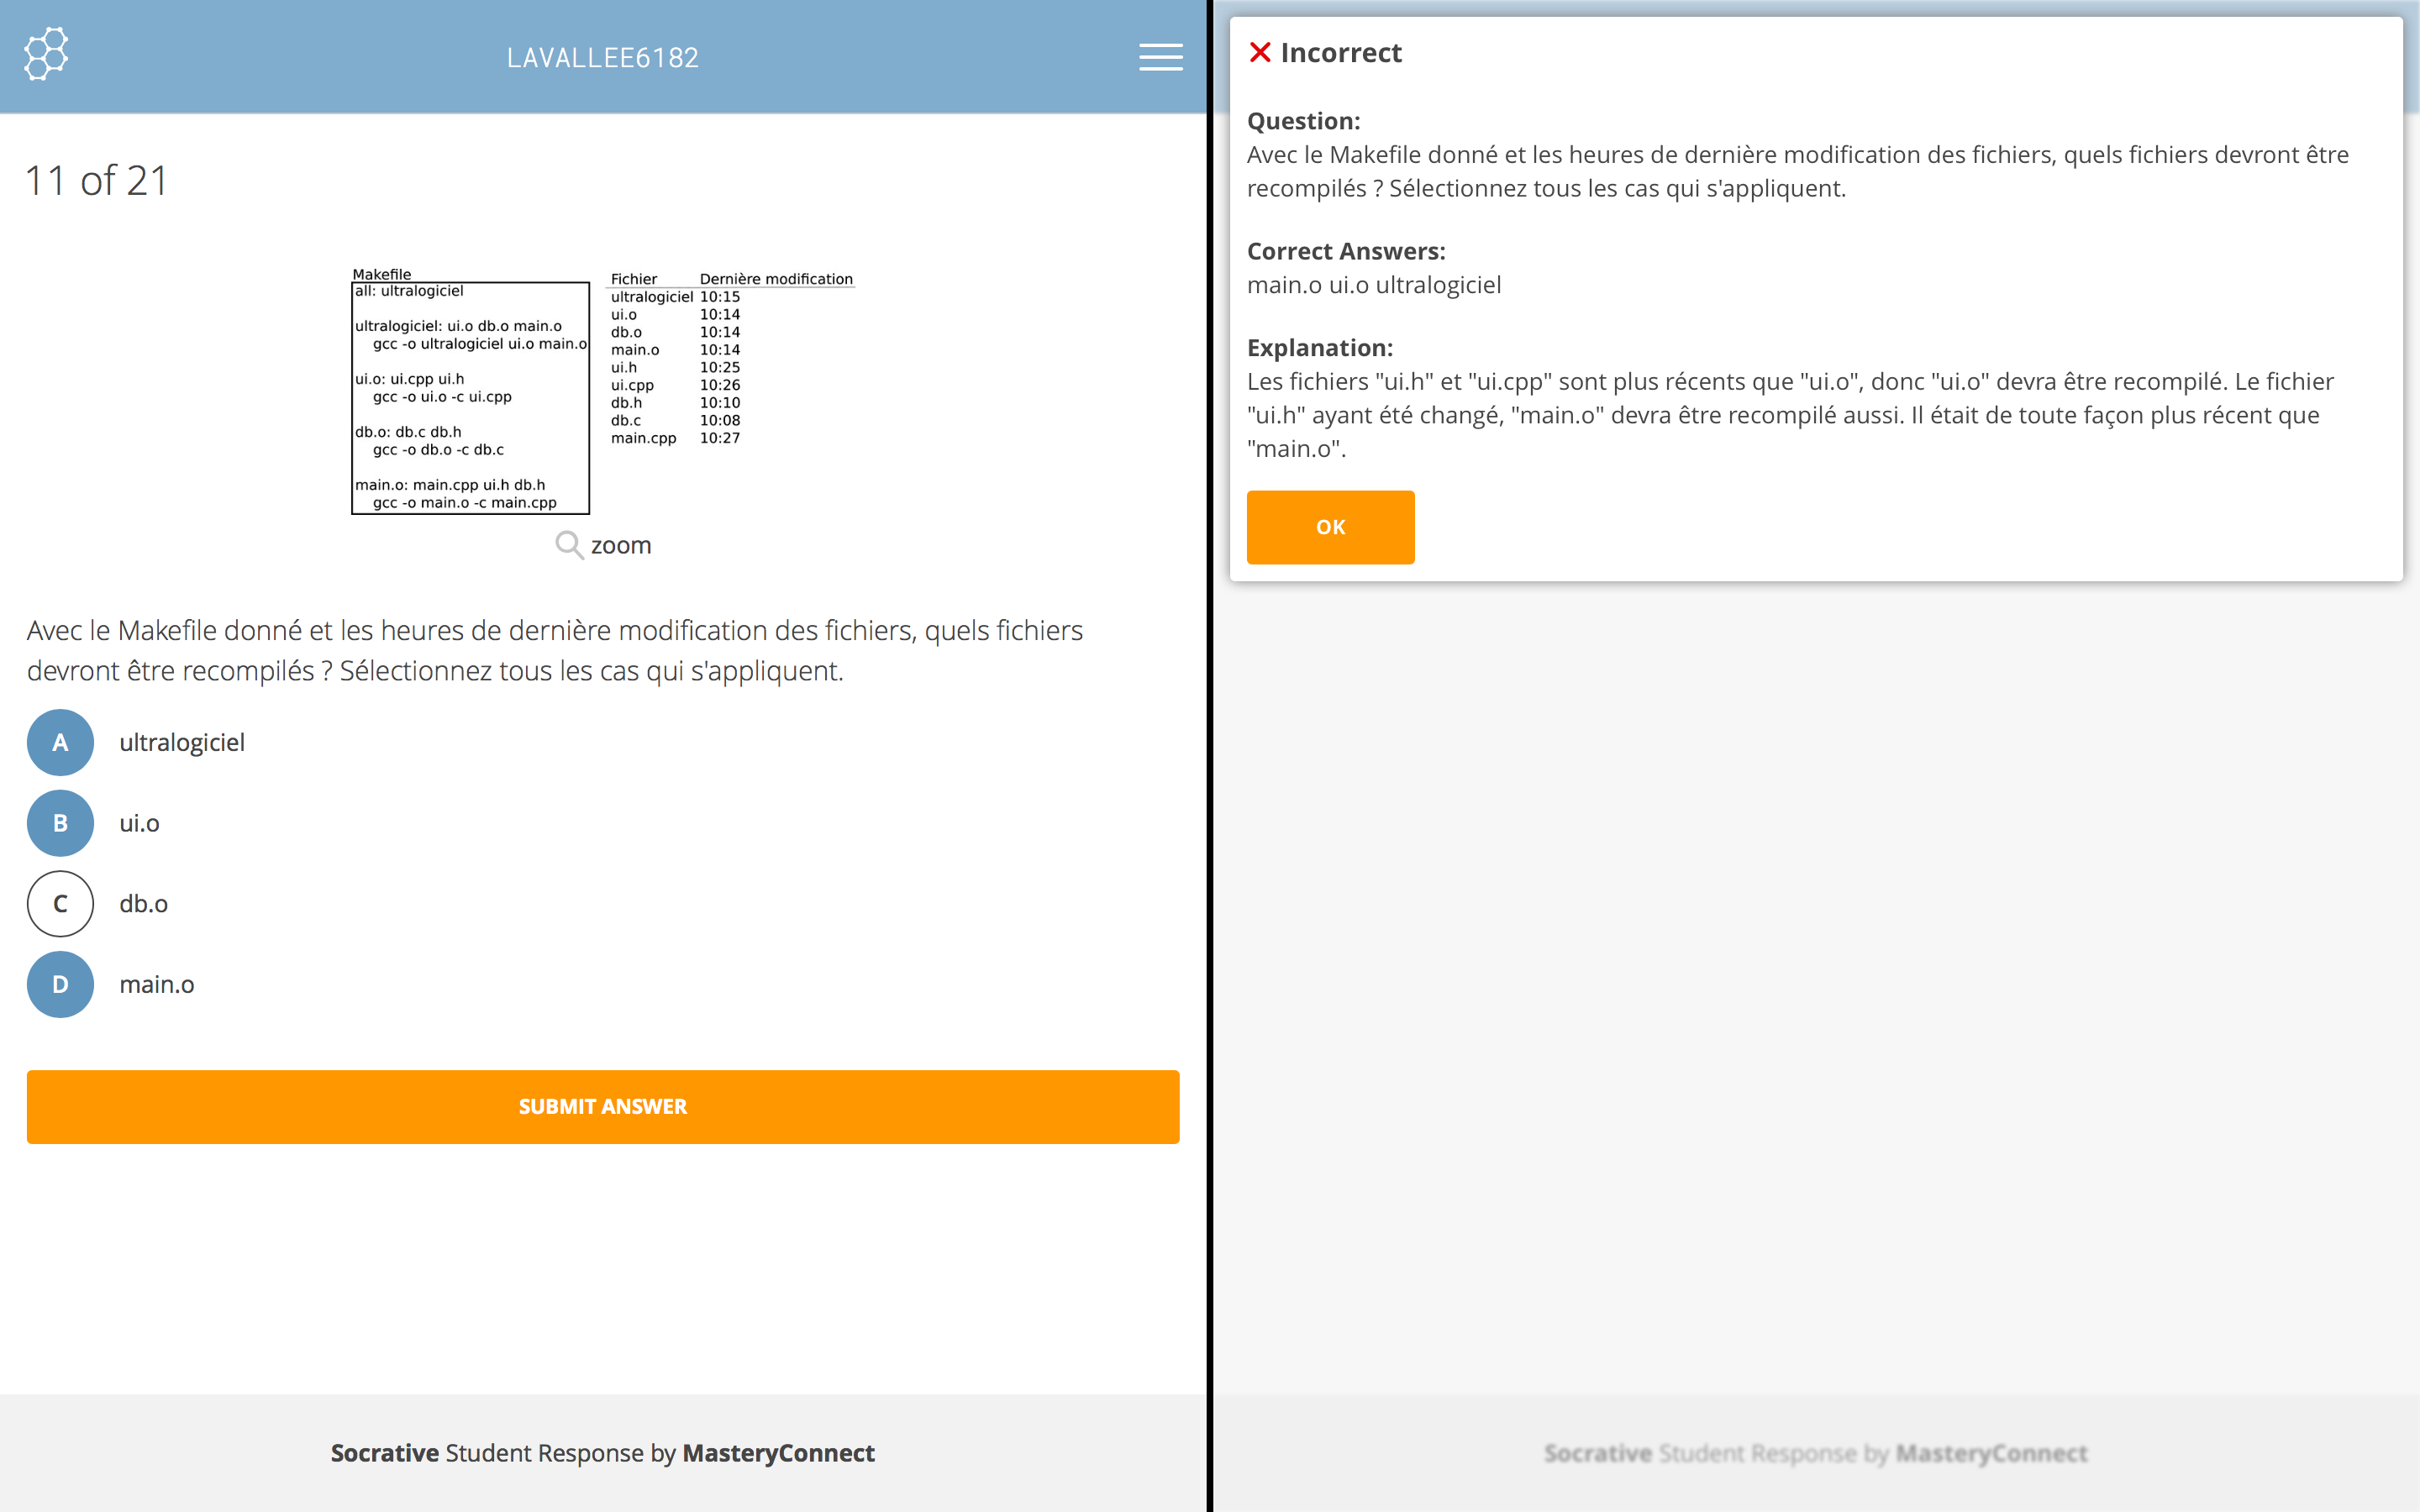 LAVALLEE6182
11 of 21
Makefile
all: ultralogiciel
ultralogiciel: ui.o db.o main.o
gcc -o ultralogiciel ui.o main.o
ui.o: ui.cpp ui.h
gcc -o ui.o -c ui.cpp
db.o: db.c db.h
gcc -o db.o -c db.c
main.o: main.cpp ui.h db.h
gcc -o main.o -c main.cpp
Fichier Dernière modification
ultralogiciel 10:15
ui.o 10:14
db.o 10:14
main.o 10:14
ui.h 10:25
ui.cpp 10:26
db.h 10:10
db.c 10:08
main.cpp 10:27
zoom
Avec le Makefile donné et les heures de dernière modification des fichiers, quels fichiers
devront être recompilés ? Sélectionnez tous les cas qui s'appliquent.
A ultralogiciel
B ui.o
C db.o
D main.o
SUBMIT ANSWER
Socrative Student Response by MasteryConnect
Incorrect
Question:
Avec le Makefile donné et les heures de dernière modification des fichiers, quels fichiers devront être
recompilés ? Sélectionnez tous les cas qui s'appliquent.
Correct Answers:
main.o ui.o ultralogiciel
Explanation:
Les fichiers "ui.h" et "ui.cpp" sont plus récents que "ui.o", donc "ui.o" devra être recompilé. Le fichier
"ui.h" ayant été changé, "main.o" devra être recompilé aussi. Il était de toute façon plus récent que
"main.o".
OK
Socrative Student Response by MasteryConnect